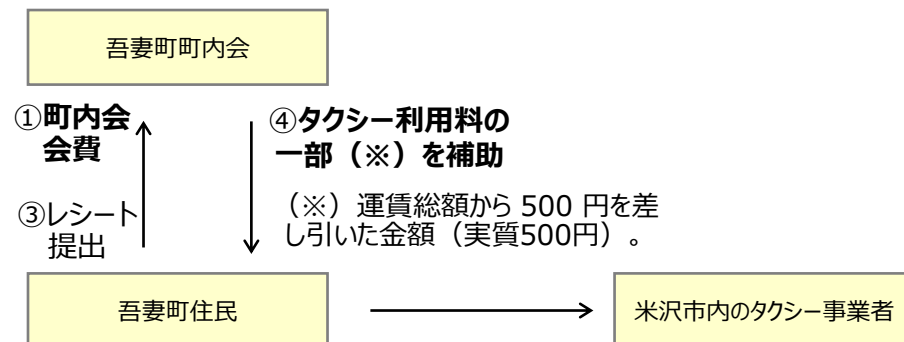 吾妻町町内会
①町内会
会費
④タクシー利用料の
一部（※）を補助
③レシート
提出
（※）運賃総額から 500 円を差
し引いた金額（実質500円）。
吾妻町住民
米沢市内のタクシー事業者